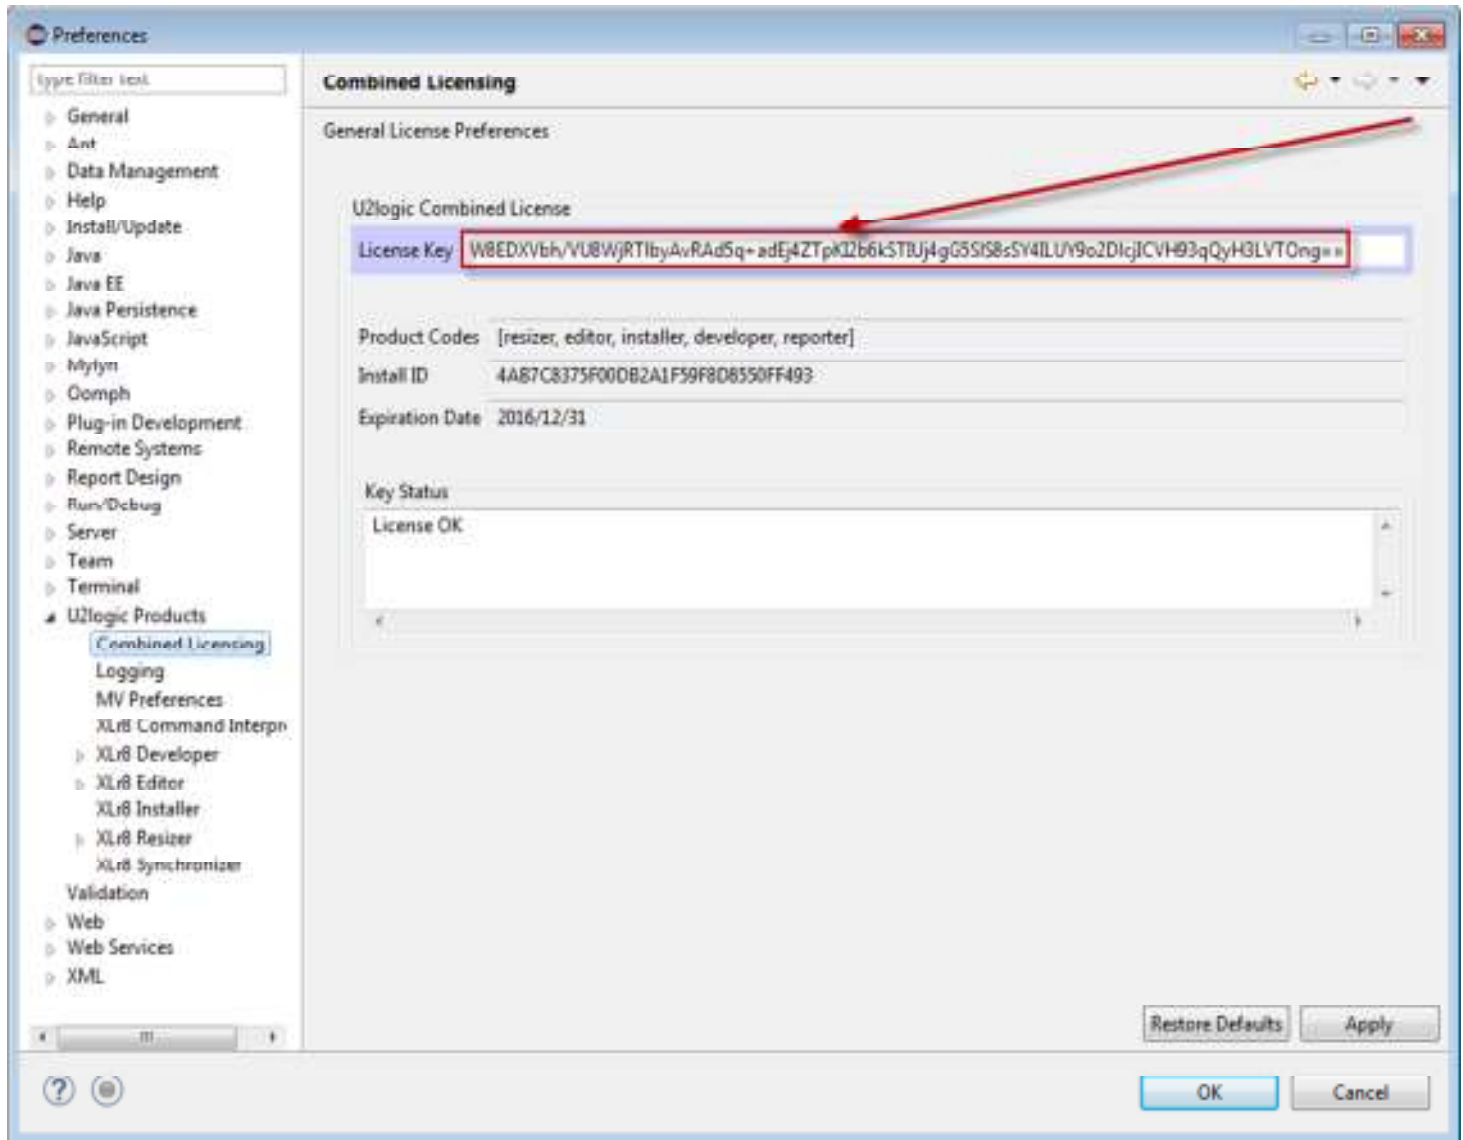 Preferences
type filter text
Combined Licensing
General
Ant
Data Management
Help
Install/Update
Java
Java EE
Java Persistence
JavaScript
Mylyn
Oomph
Plug-in Development
Remote Systems
Report Design
Run/Debug
Server
Team
Terminal
U2logic Products
Combined Licensing
Logging
MV Preferences
XLr8 Command Interpr
XLr8 Developer
XLr8 Editor
XLr8 Installer
XLr8 Resizer
XLr8 Synchronizer
Validation
Web
Web Services
XML
General License Preferences
U2logic Combined License
License Key
Product Codes [resizer, editor, installer, developer, reporter]
Install ID
Expiration Date 2016/12/31
Key Status
License OK
Restore Defaults Apply
OK Cancel